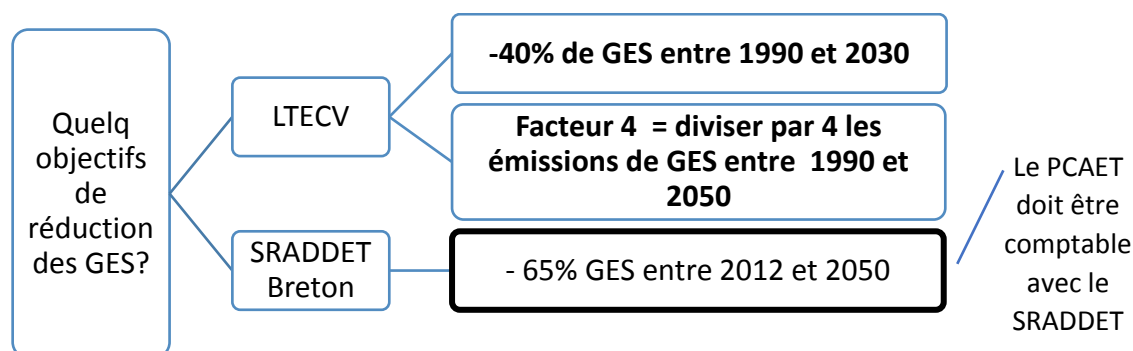 Quelq
objectifs
de
réduction
des GES?
LTECV
-40% de GES entre 1990 et 2030
Facteur 4 = diviser par 4 les
émissions de GES entre 1990 et
2050
SRADDET
Breton
- 65% GES entre 2012 et 2050
Le PCAET
doit être
comptable
avec le
SRADDET